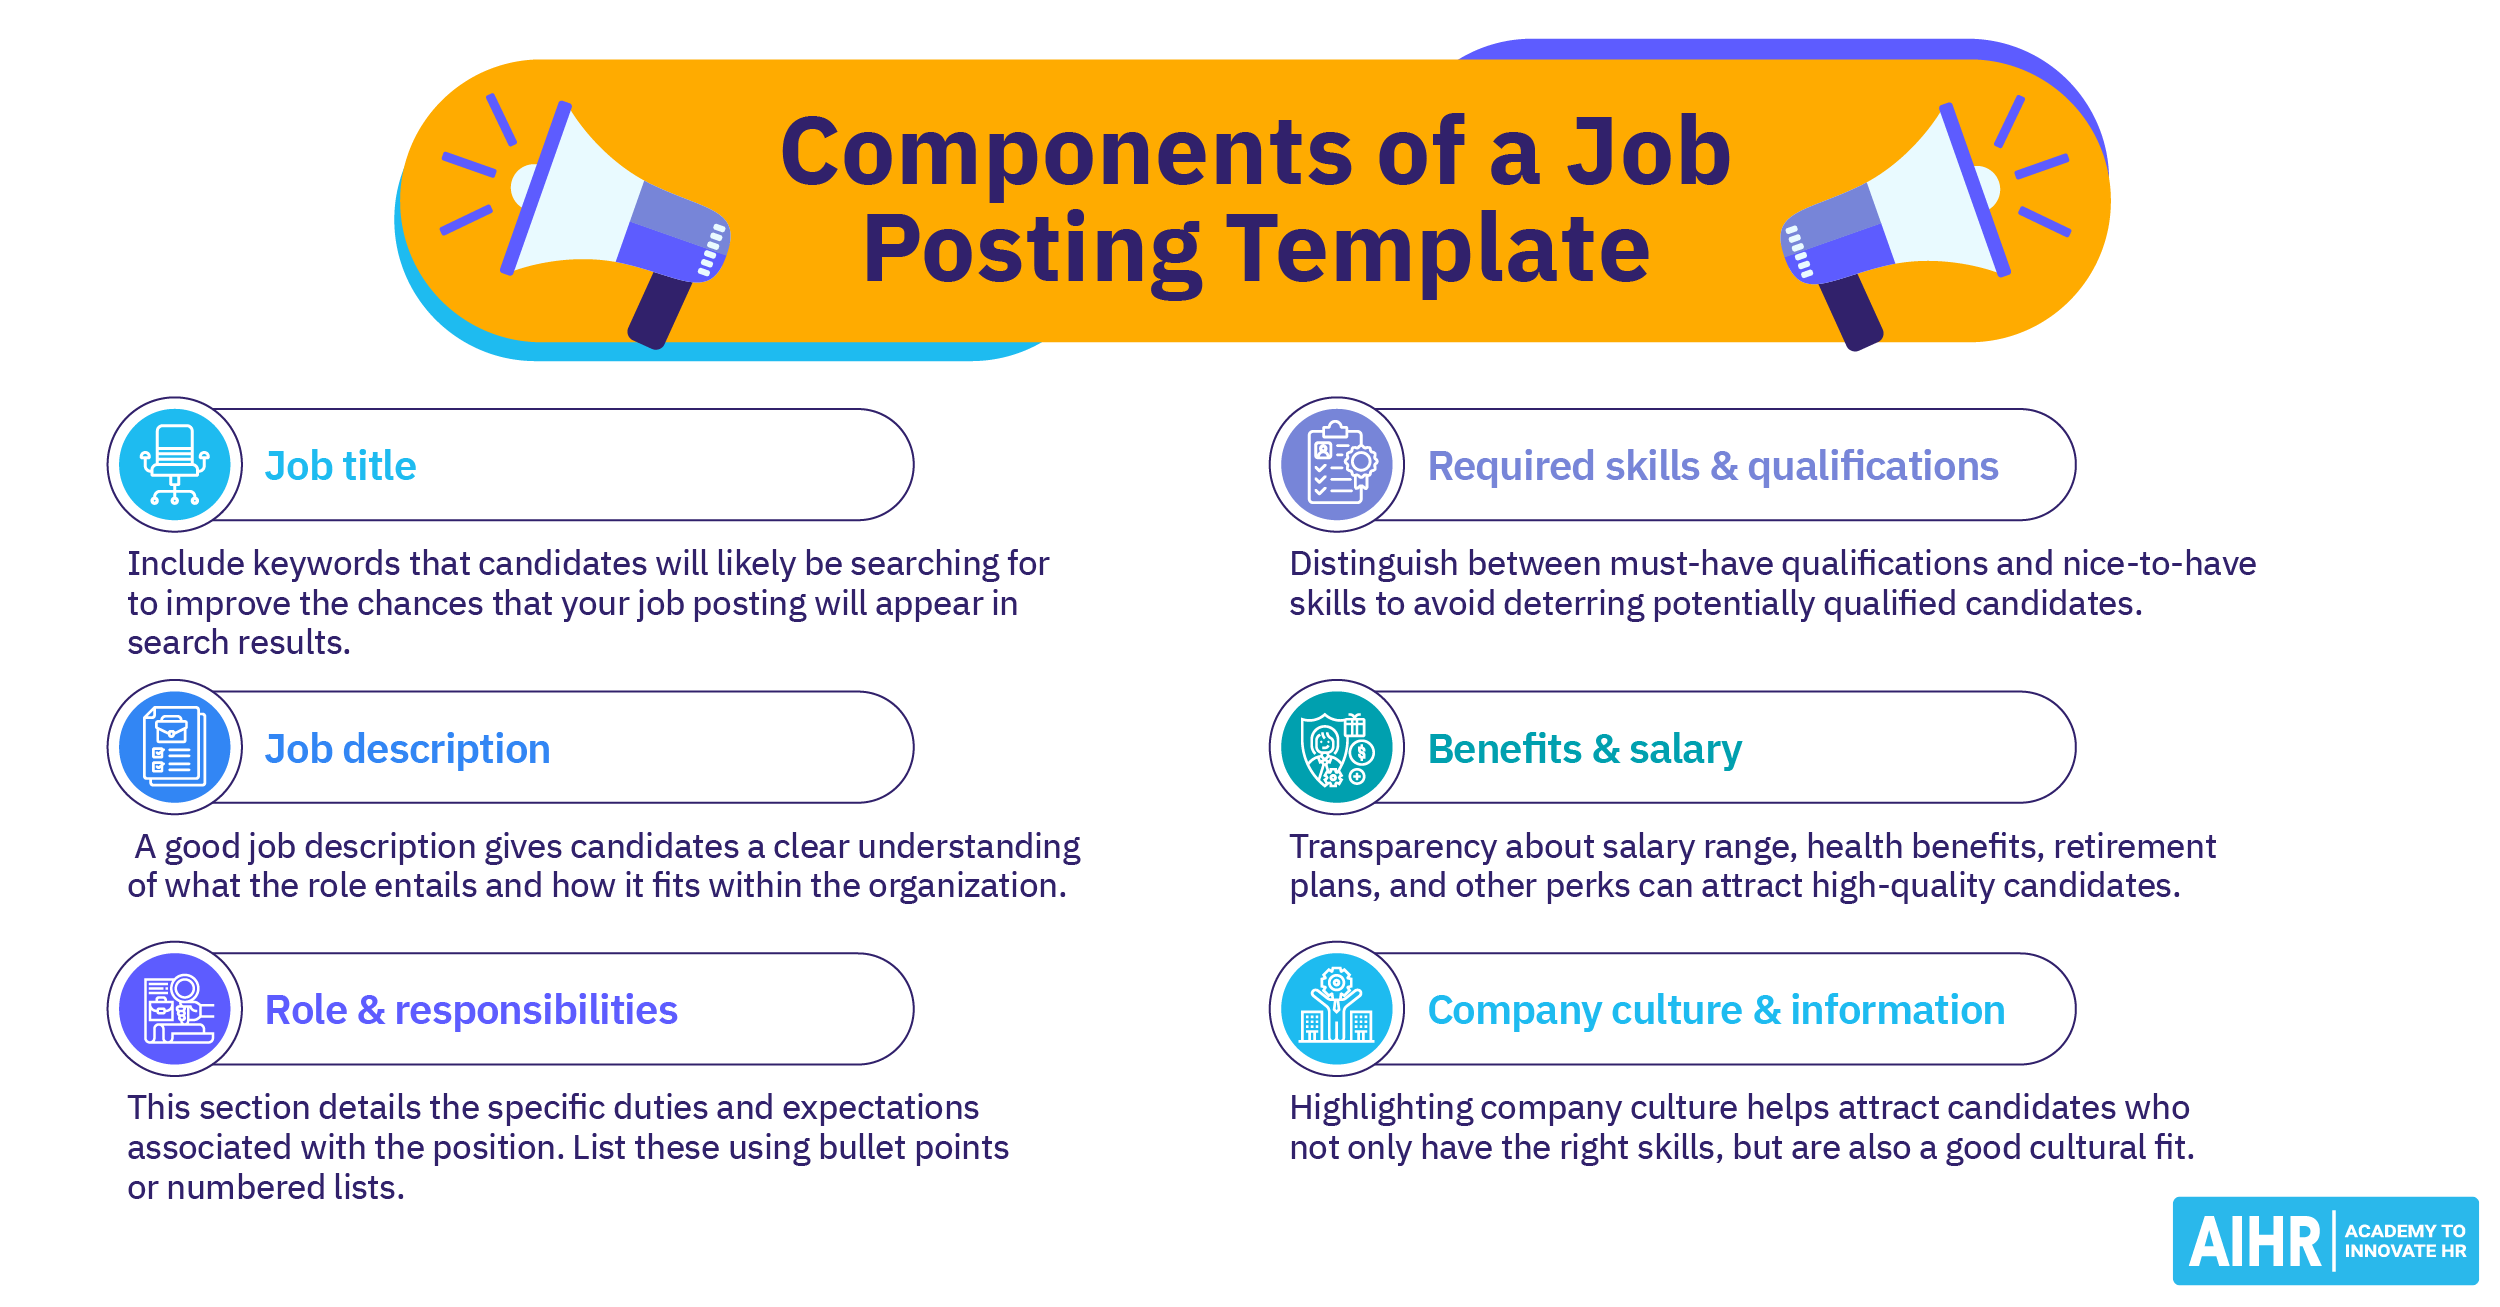 Components of a Job
Posting Template
Job title
Include keywords that candidates will likely be searching for
to improve the chances that your job posting will appear in
search results.
Job description
A good job description gives candidates a clear understanding
of what the role entails and how it fits within the organization.
Role & responsibilities
This section details the specific duties and expectations
associated with the position. List these using bullet points
or numbered lists.
Required skills & qualifications
Distinguish between must-have qualifications and nice-to-have
skills to avoid deterring potentially qualified candidates.
Benefits & salary
Transparency about salary range, health benefits, retirement
plans, and other perks can attract high-quality candidates.
Company culture & information
Highlighting company culture helps attract candidates who
not only have the right skills, but are also a good cultural fit.
AIHR
ACADEMY TO
INNOVATE HR